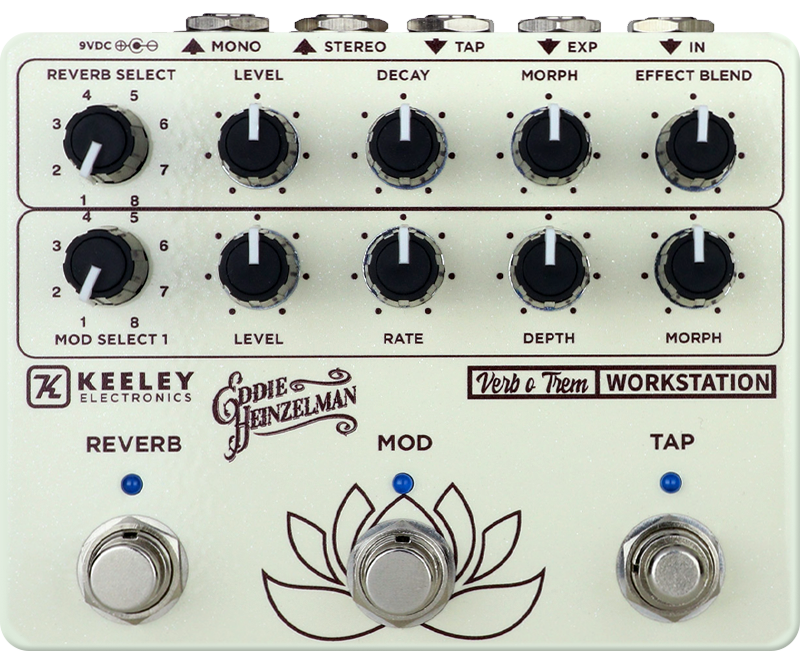 9VDC MONO STEREO TAP EXP IN
REVERB SELECT LEVEL DECAY MORPH EFFECT BLEND
4 5
3 6
2 7
1 8
4 5
3 6
2 7
1 8
MOD SELECT 1 LEVEL RATE DEPTH MORPH
KEELEY
ELECTRONICS
EDDIE
HEINZELMAN
Verb o Trem WORKSTATION
REVERB MOD TAP